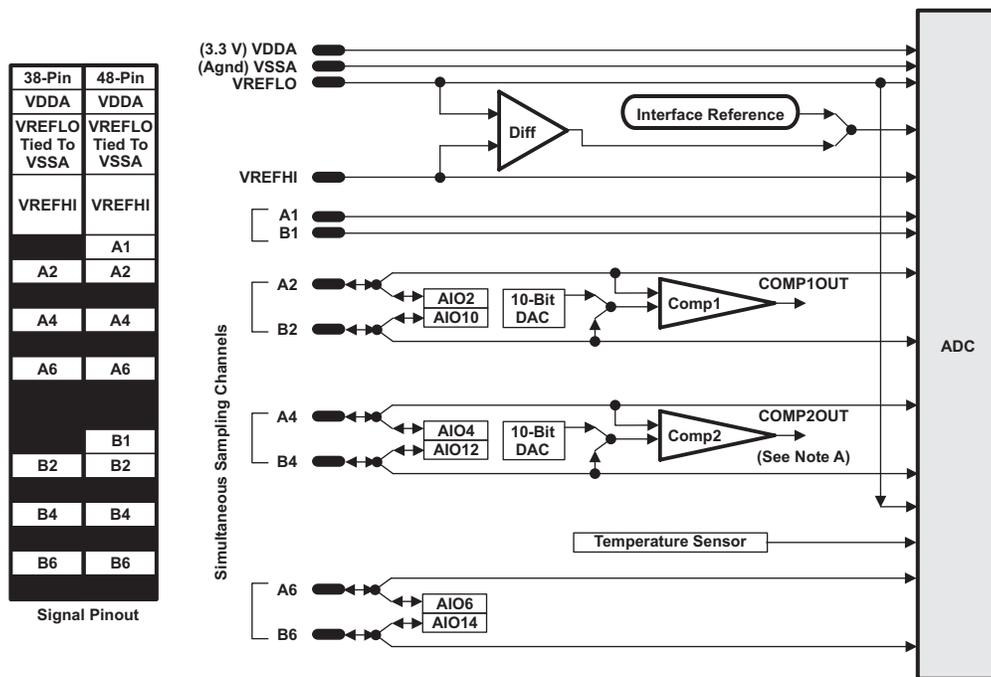 38-Pin 48-Pin
VDDA VDDA
VREFLO VREFLO
Tied To Tied To
VSSA VSSA
VREFHI VREFHI
A1
A2 A2
A4 A4
A6 A6
B1
B2 B2
B4 B4
B6 B6
Signal Pinout
Simultaneous Sampling Channels
(3.3 V) VDDA
(Agnd) VSSA
VREFLO
Diff
Interface Reference
VREFHI
A1
B1
A2
B2
AIO2
AIO10
10-Bit
DAC
Comp1
COMP1OUT
A4
B4
AIO4
AIO12
10-Bit
DAC
Comp2
COMP2OUT
(See Note A)
Temperature Sensor
A6
B6
AIO6
AIO14
ADC